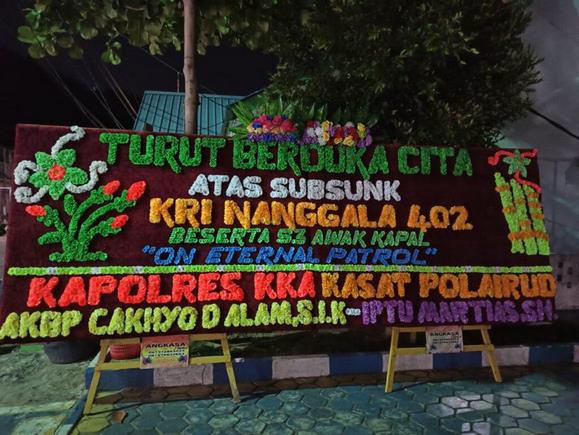 TURUT BERDUKA CITA
ATAS SUBSUNK
KRI NANGGALA 402
BESERTA 53 AWAK KAPAL
"ON ETERNAL PATROL"
KAPOLRES KKA KASAT POLAIRUD
AKBP CAKHYO D ALAM,S.I.K IPTU MARTIAS.SH
ANGKASA ANGKASA